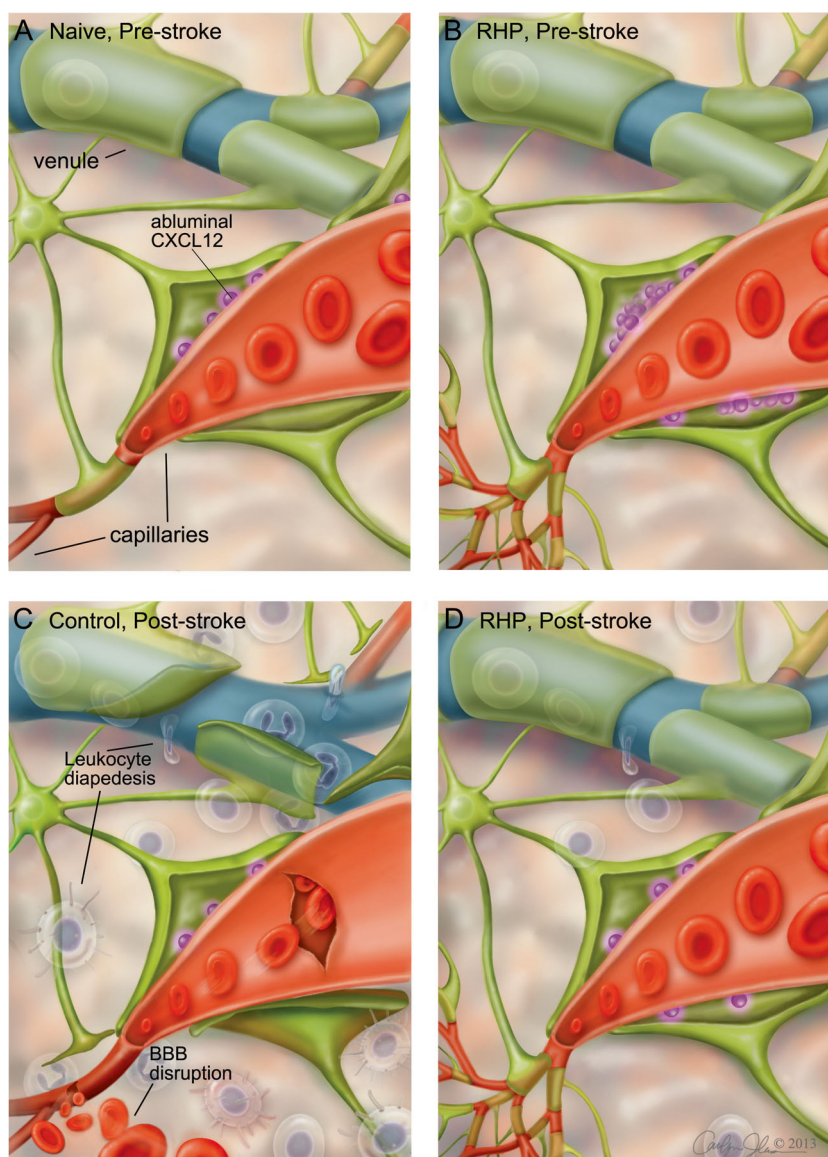 A Naive, Pre-stroke
venule
abluminal
CXCL12
capillaries
B RHP, Pre-stroke
C Control, Post-stroke
Leukocyte
diapedesis
BBB
disruption
D RHP, Post-stroke
© 2013